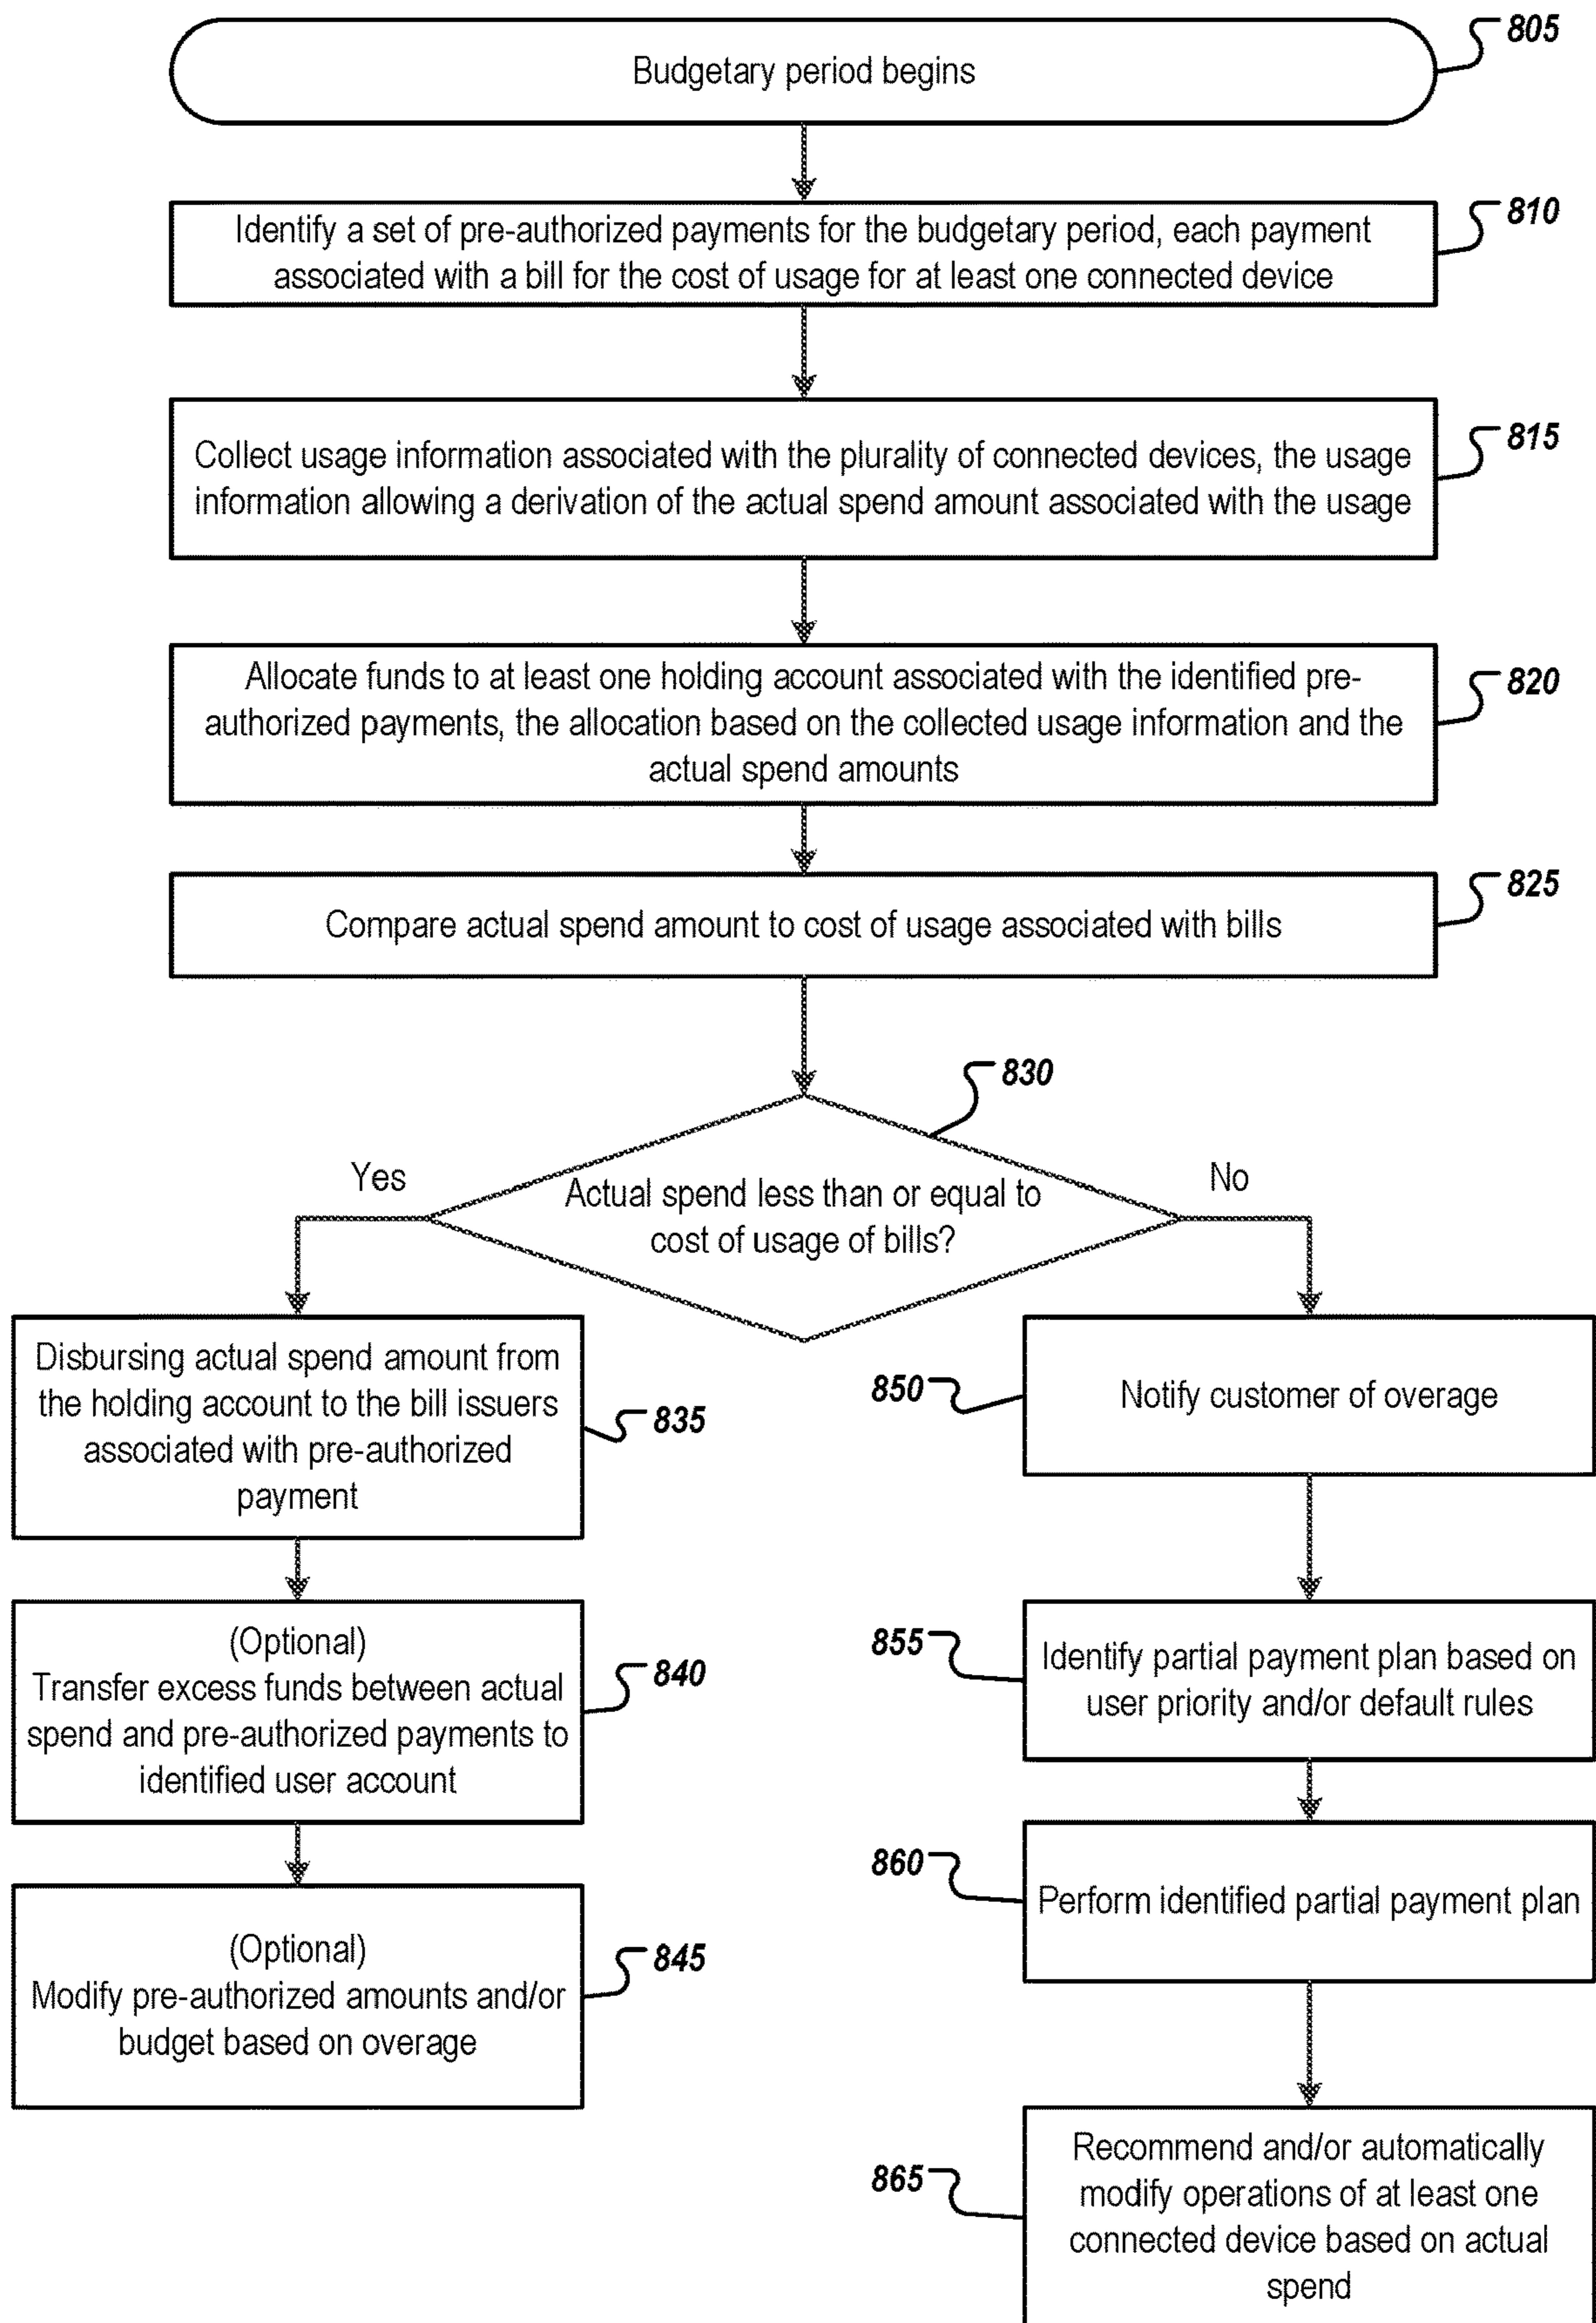 Budgetary period begins
805
Identify a set of pre-authorized payments for the budgetary period, each payment
associated with a bill for the cost of usage for at least one connected device
810
Collect usage information associated with the plurality of connected devices, the usage
information allowing a derivation of the actual spend amount associated with the usage
815
Allocate funds to at least one holding account associated with the identified pre-
authorized payments, the allocation based on the collected usage information and the
actual spend amounts
820
Compare actual spend amount to cost of usage associated with bills
825
830
Yes
Actual spend less than or equal to
cost of usage of bills?
No
Disbursing actual spend amount from
the holding account to the bill issuers
associated with pre-authorized
payment
835
(Optional)
Transfer excess funds between actual
spend and pre-authorized payments to
identified user account
840
(Optional)
Modify pre-authorized amounts and/or
budget based on overage
845
850
Notify customer of overage
855
Identify partial payment plan based on
user priority and/or default rules
860
Perform identified partial payment plan
865
Recommend and/or automatically
modify operations of at least one
connected device based on actual
spend